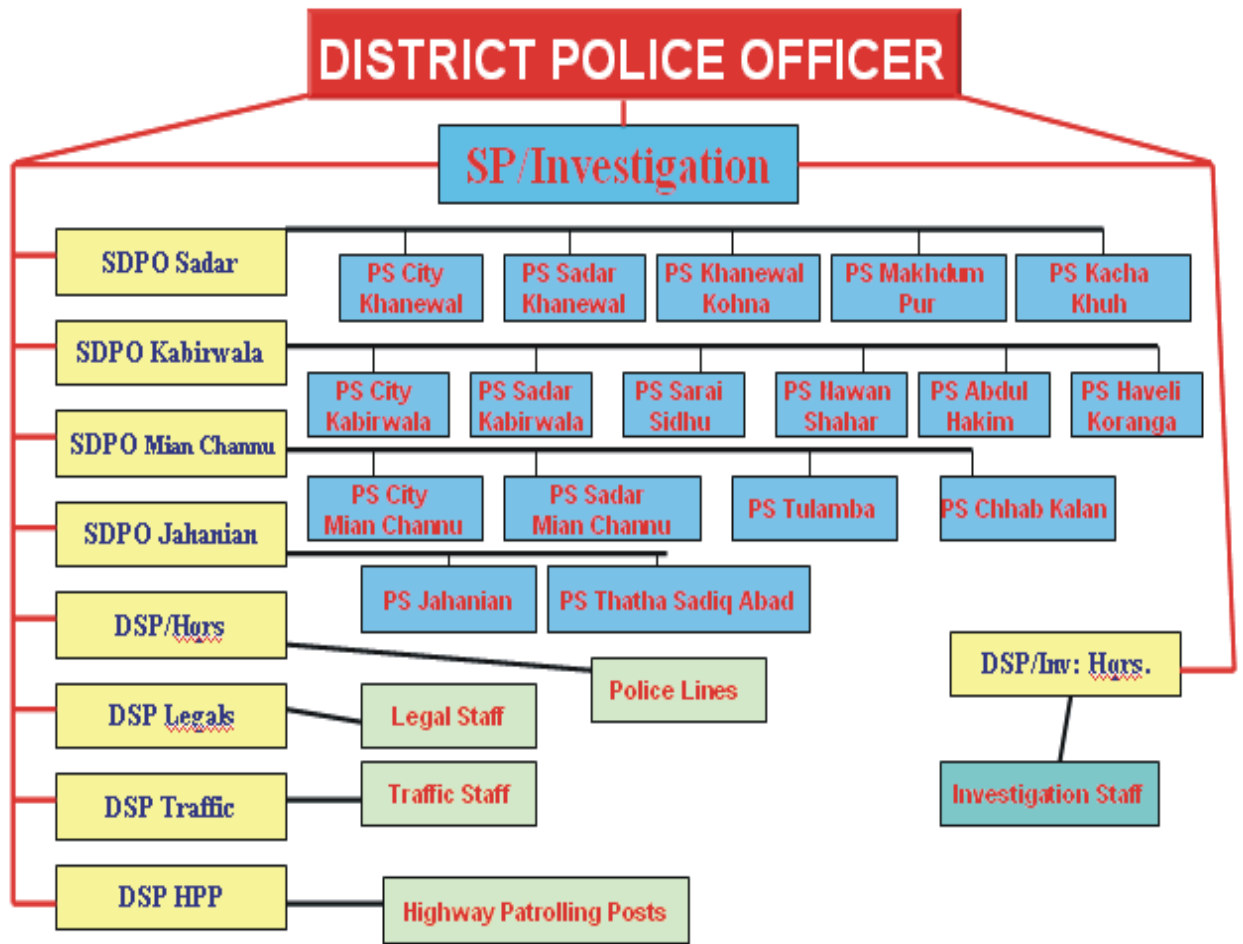 DISTRICT POLICE OFFICER
SP/Investigation
SDPO Sadar
PS City
Khanewal
PS Sadar
Khanewal
PS Khanewal
Kohna
PS Makhdum
Pur
PS Kacha
Khuh
SDPO Kabirwala
PS City
Kabirwala
PS Sadar
Kabirwala
PS Sarai
Sidhu
PS Nawan
Shahar
PS Abdul
Hakim
PS Haveli
Koranga
SDPO Mian Channu
PS City
Mian Channu
PS Sadar
Mian Channu
PS Tulamba
PS Chhab Kalan
SDPO Jahanian
PS Jahanian
PS Thatha Sadiq Abad
DSP/Hqrs
Police Lines
DSP/Inv: Hqrs.
DSP Legals
Legal Staff
DSP Traffic
Traffic Staff
Investigation Staff
DSP HPP
Highway Patrolling Posts